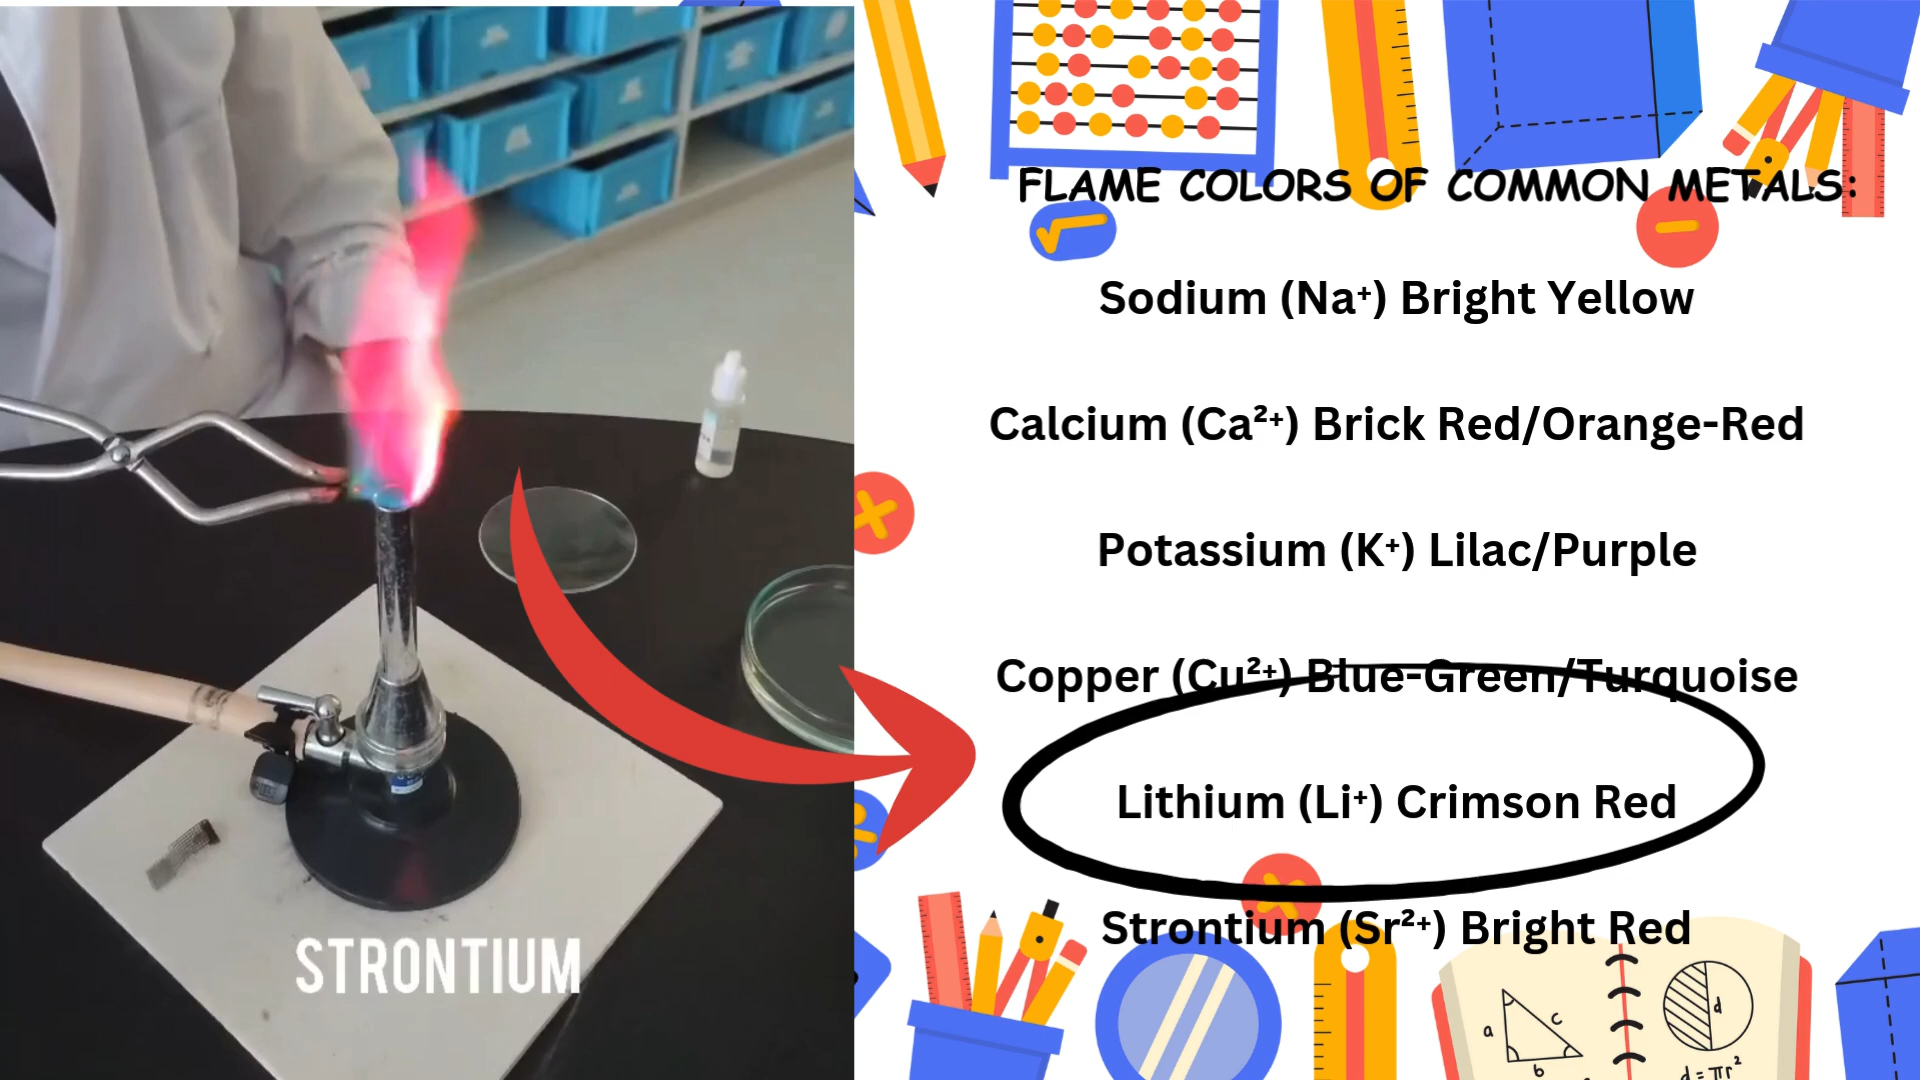 FLAME COLORS OF COMMON METALS:
Sodium (Na⁺) Bright Yellow
Calcium (Ca²⁺) Brick Red/Orange-Red
Potassium (K⁺) Lilac/Purple
Copper (Cu²⁺) Blue-Green/Turquoise
Lithium (Li⁺) Crimson Red
Strontium (Sr²⁺) Bright Red
STRONTIUM
a
c
b
d
d=πr²